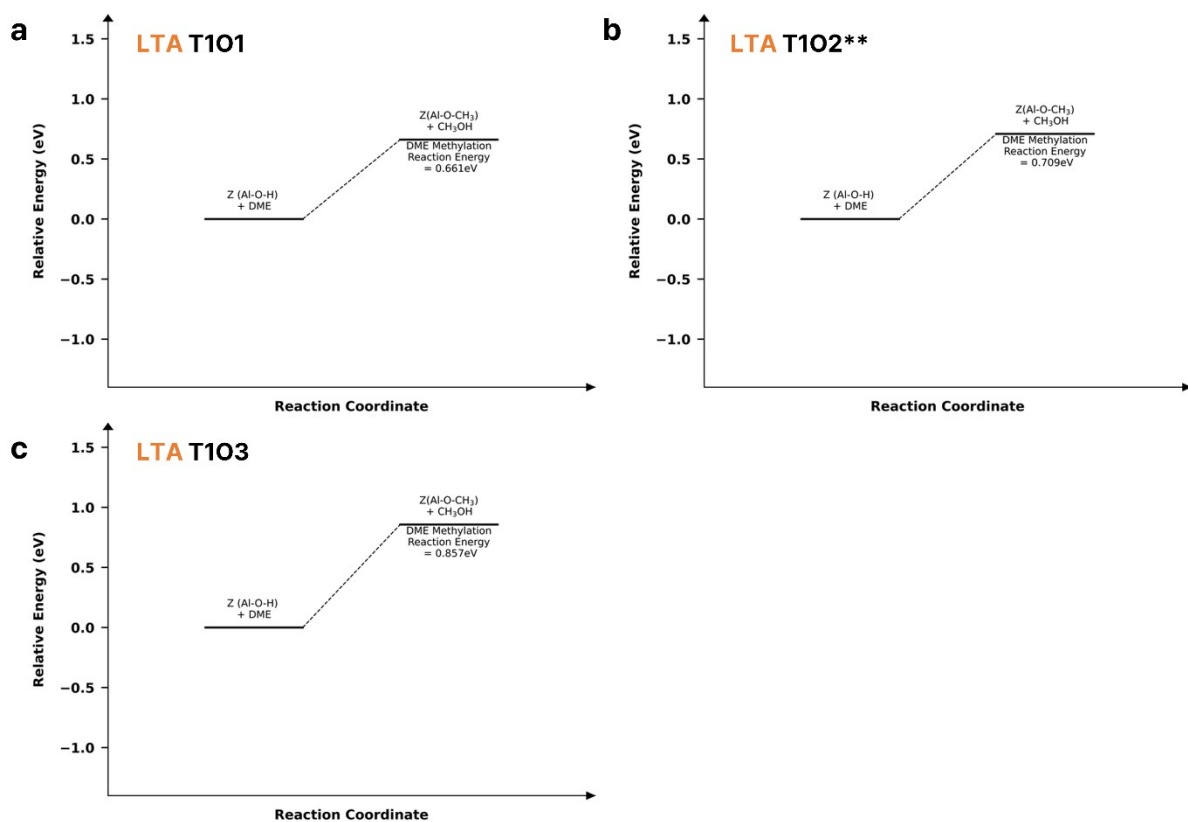 a
LTA T1O1
1.5
1.0
0.5
0.0
−0.5
−1.0
Relative Energy (eV)
Z (Al-O-H)
+ DME
Z(Al-O-CH₃)
+ CH₃OH
DME Methylation
Reaction Energy
= 0.661eV
Reaction Coordinate
b
LTA T1O2**
1.5
1.0
0.5
0.0
−0.5
−1.0
Relative Energy (eV)
Z (Al-O-H)
+ DME
Z(Al-O-CH₃)
+ CH₃OH
DME Methylation
Reaction Energy
= 0.709eV
Reaction Coordinate
c
LTA T1O3
1.5
1.0
0.5
0.0
−0.5
−1.0
Relative Energy (eV)
Z (Al-O-H)
+ DME
Z(Al-O-CH₃)
+ CH₃OH
DME Methylation
Reaction Energy
= 0.857eV
Reaction Coordinate